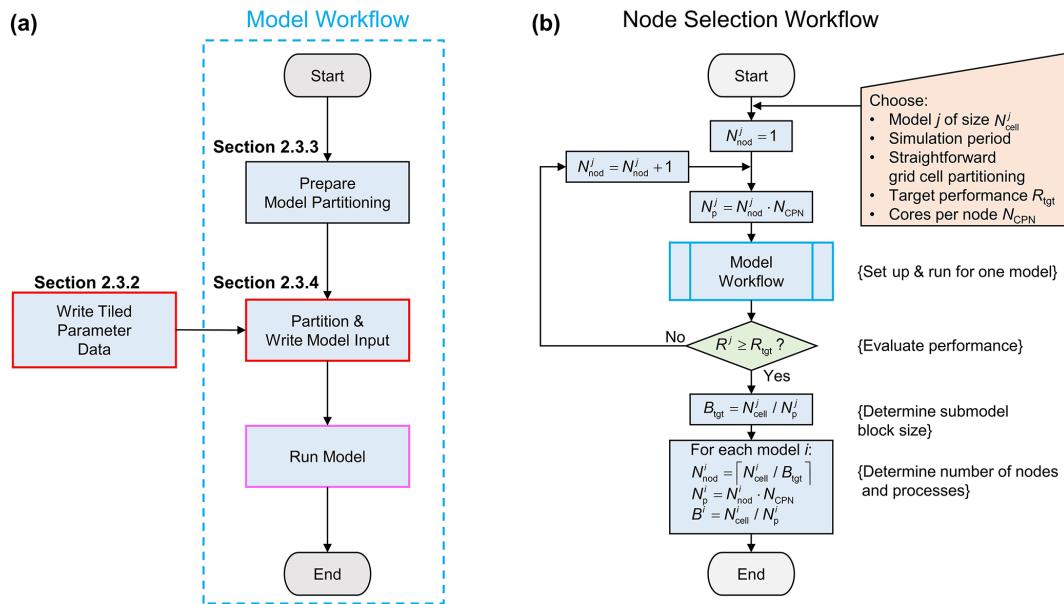 (a)
Model Workflow
Start
Section 2.3.3
Prepare
Model Partitioning
Section 2.3.2
Write Tiled
Parameter
Data
Section 2.3.4
Partition &
Write Model Input
Run Model
End
(b)
Node Selection Workflow
Start
Choose:
• Model j of size N^j_cell
• Simulation period
• Straightforward
grid cell partitioning
• Target performance R_tgt
• Cores per node N_CPN
N^j_nod = 1
N^j_nod = N^j_nod + 1
N^j_p = N^j_nod · N_CPN
Model
Workflow
{Set up & run for one model}
R^j ≥ R_tgt ?
No
{Evaluate performance}
Yes
B_tgt = N^j_cell / N^j_p
{Determine submodel
block size}
For each model i:
N^i_nod = ⌈N^i_cell / B_tgt⌉
N^i_p = N^i_nod · N_CPN
B^i = N^i_cell / N^i_p
{Determine number of nodes
and processes}
End